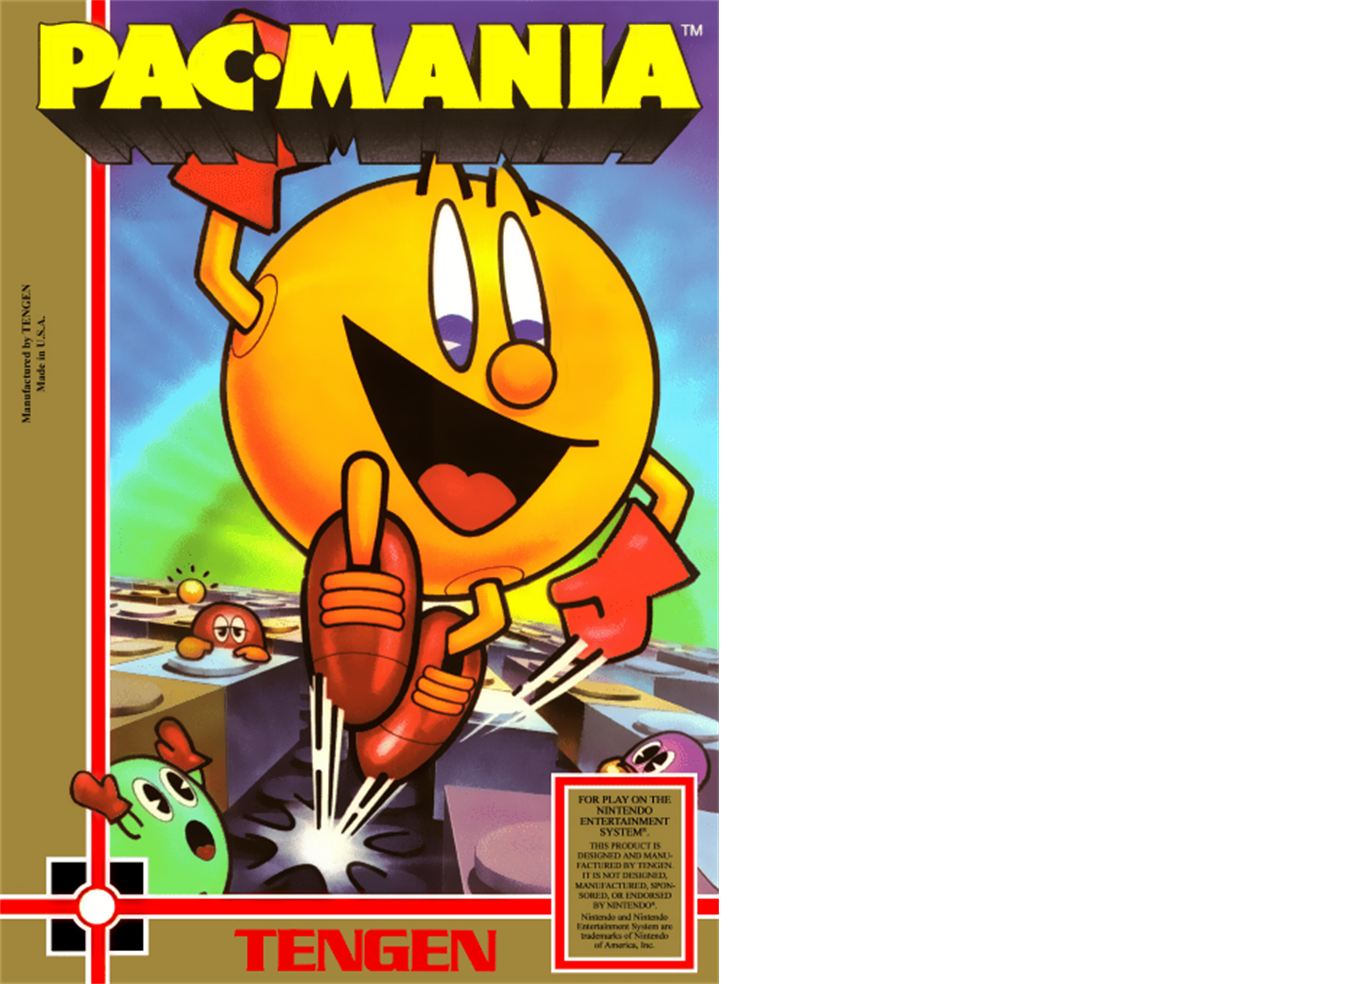 PAC-MANIA™
Manufactured by TENGEN
Made in U.S.A.
FOR PLAY ON THE
NINTENDO
ENTERTAINMENT
SYSTEM®.
THIS PRODUCT IS
DESIGNED AND MANU-
FACTURED BY TENGEN.
IT IS NOT DESIGNED,
MANUFACTURED, SPON-
SORED, OR ENDORSED
BY NINTENDO®.
Nintendo and Nintendo
Entertainment System are
trademarks of Nintendo
of America, Inc.
TENGEN